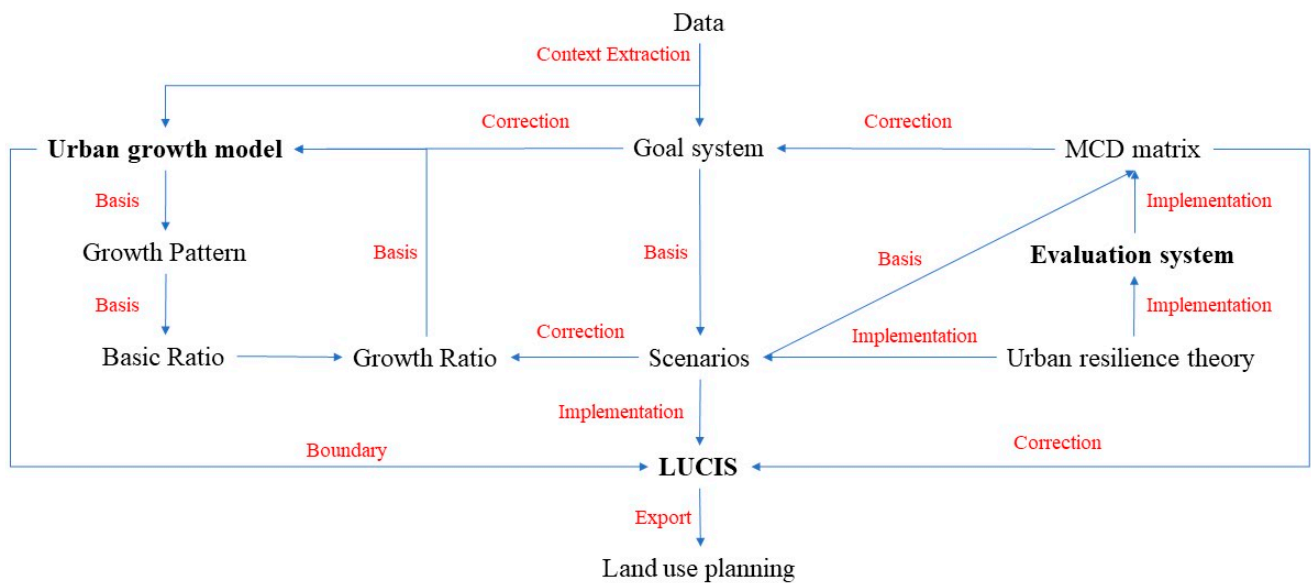 Data
Context Extraction
Correction
Correction
Urban growth model
Goal system
MCD matrix
Basis
Implementation
Growth Pattern
Basis
Basis
Basis
Evaluation system
Basis
Implementation
Correction
Implementation
Basic Ratio
Growth Ratio
Scenarios
Urban resilience theory
Implementation
Boundary
Correction
LUCIS
Export
Land use planning